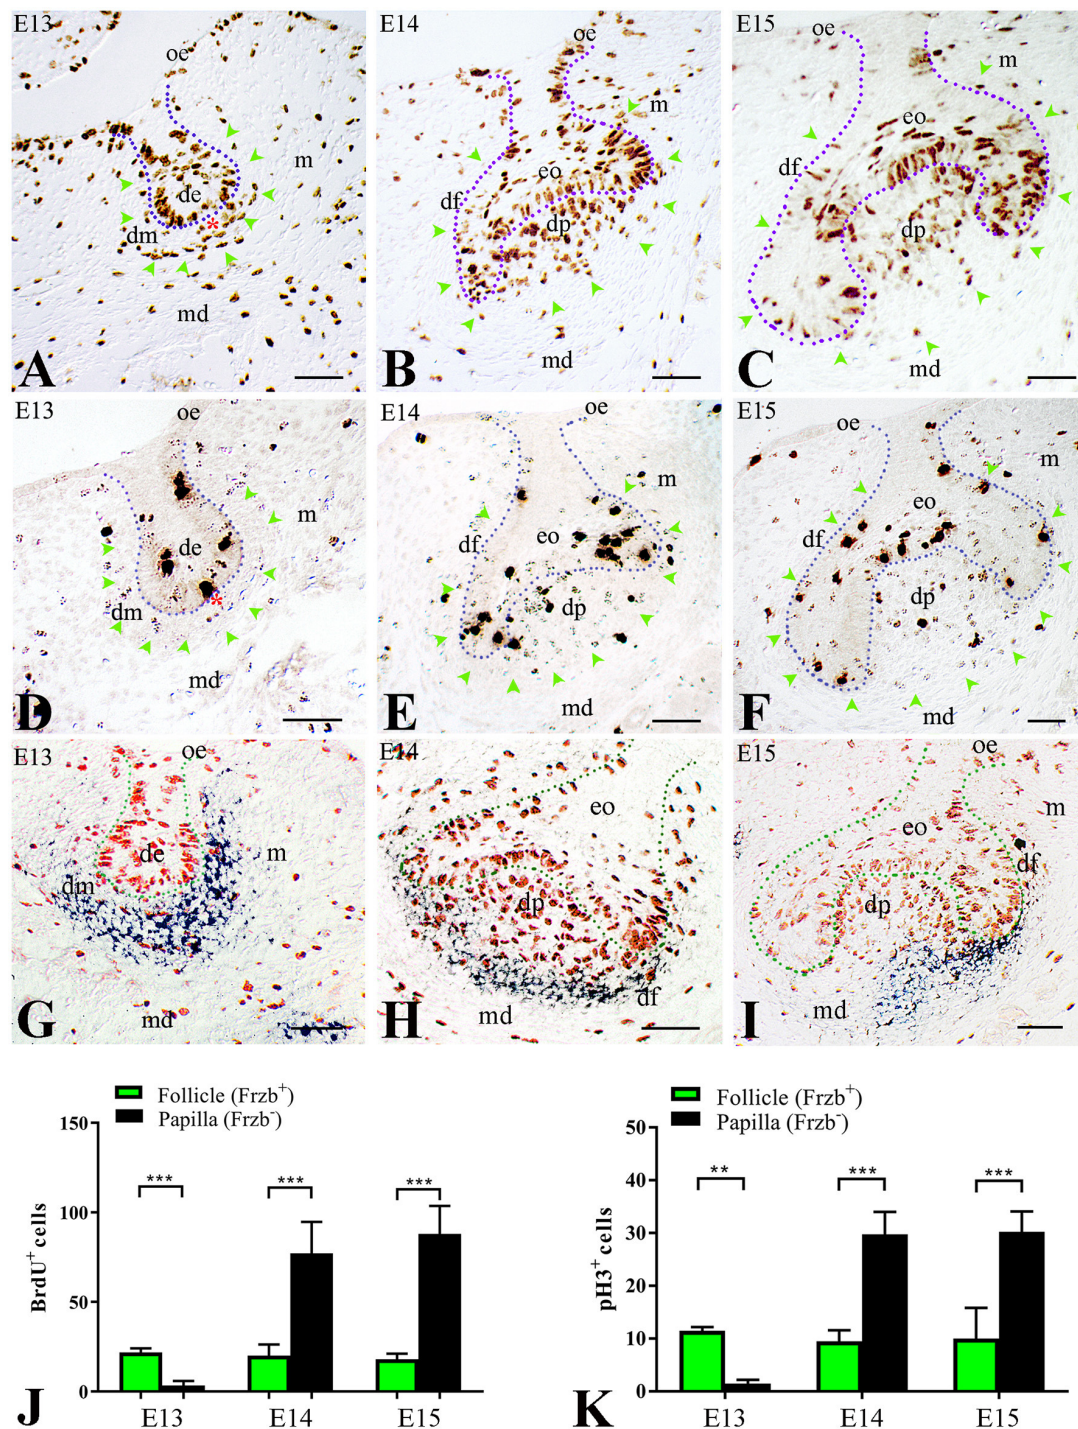 E13
oe
m
de
*
dm
md
A
E14
oe
m
eo
df
dp
md
B
E15
oe
m
eo
df
dp
md
C
E13
oe
m
de
*
dm
md
D
E14
oe
m
eo
df
dp
md
E
E15
oe
m
eo
df
dp
md
F
E13
oe
de
m
dm
md
G
E14
eo
dp
df
md
H
E15
oe
m
eo
df
dp
md
I
Follicle (Frzb+)
Papilla (Frzb-)
150
100
50
0
BrdU+ cells
***
***
***
E13
E14
E15
J
Follicle (Frzb+)
Papilla (Frzb-)
50
40
30
20
10
0
pH3+ cells
**
***
***
E13
E14
E15
K